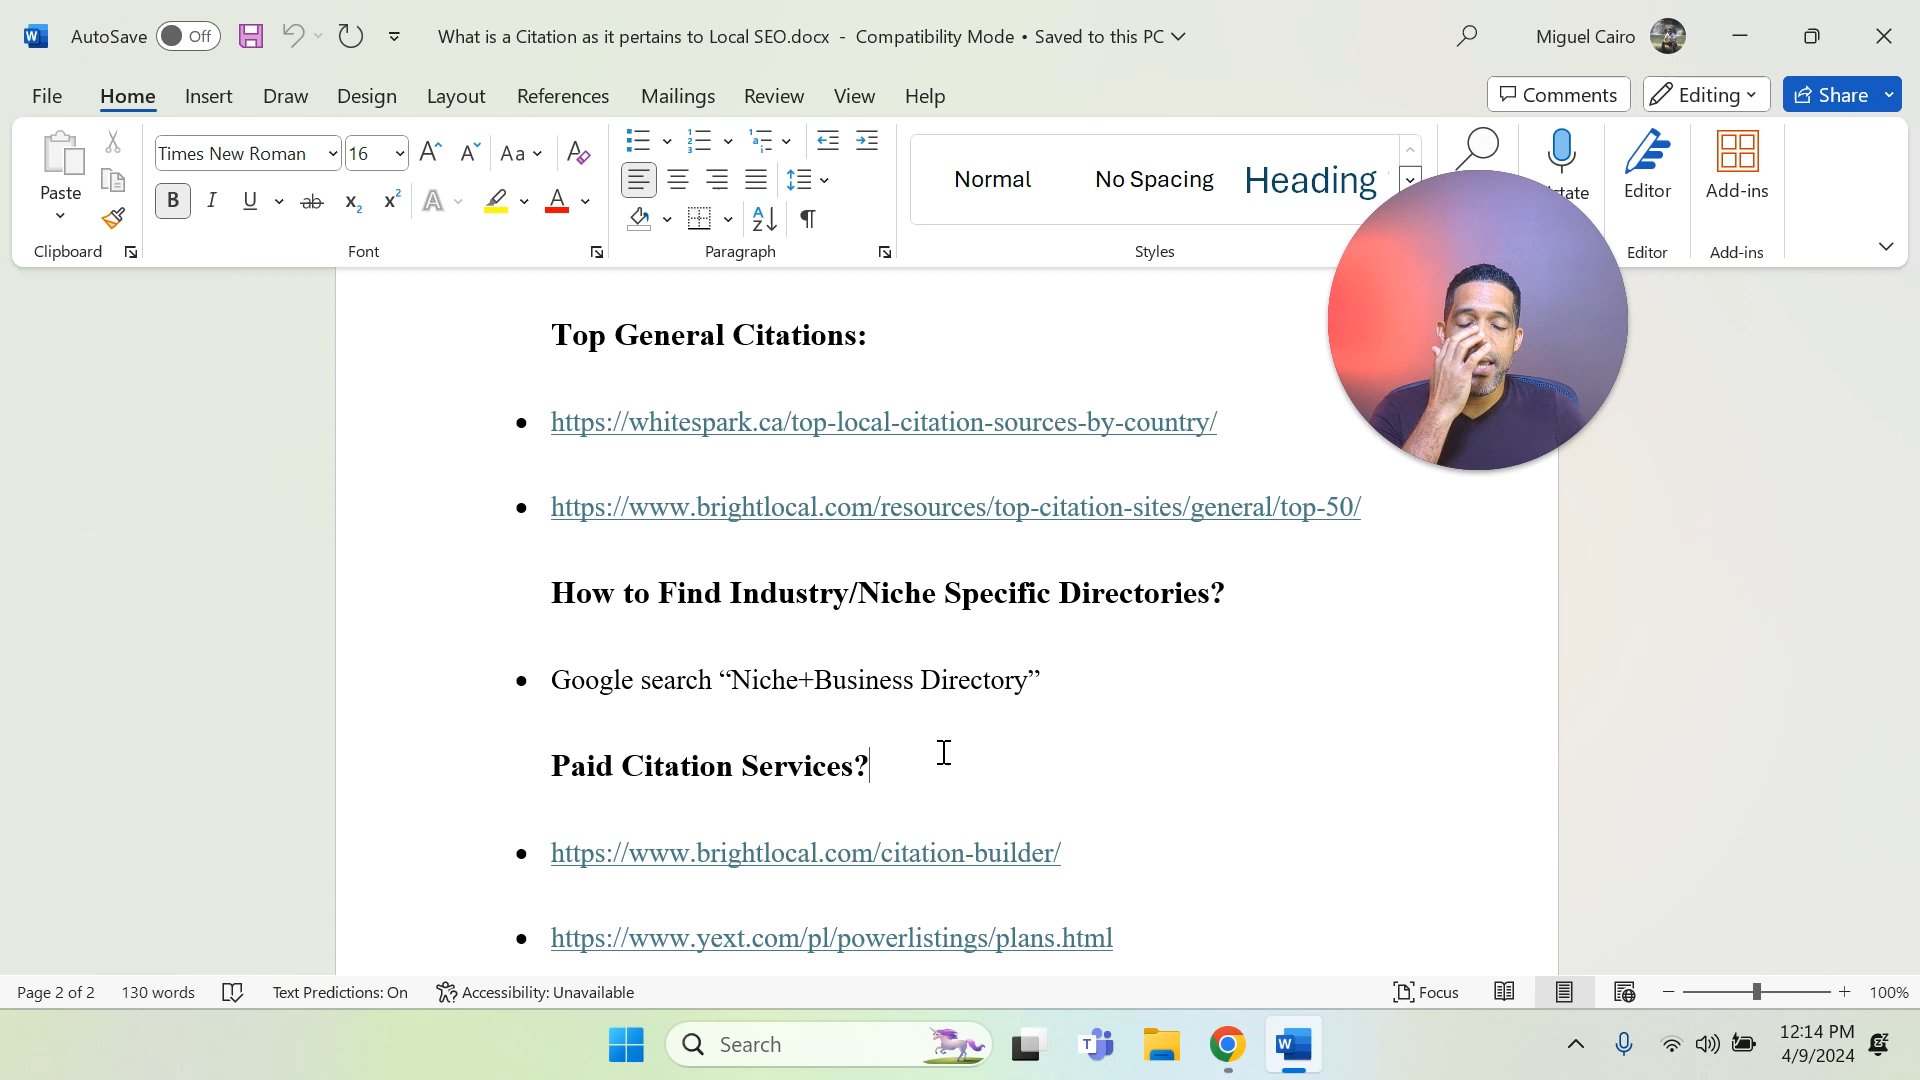 AutoSave Off What is a Citation as it pertains to Local SEO.docx - Compatibility Mode • Saved to this PC Miguel Cairo
File Home Insert Draw Design Layout References Mailings Review View Help Comments Editing Share
Paste
Clipboard
Times New Roman 16
Aa
B I U ab x₂ x² A A
Font
Paragraph
Normal No Spacing Heading
Styles
Editor
Editor
Add-ins
Add-ins
Top General Citations:
• https://whitespark.ca/top-local-citation-sources-by-country/
• https://www.brightlocal.com/resources/top-citation-sites/general/top-50/
How to Find Industry/Niche Specific Directories?
• Google search “Niche+Business Directory”
Paid Citation Services?
• https://www.brightlocal.com/citation-builder/
• https://www.yext.com/pl/powerlistings/plans.html
Page 2 of 2 130 words Text Predictions: On Accessibility: Unavailable Focus 100%
Search
12:14 PM
4/9/2024